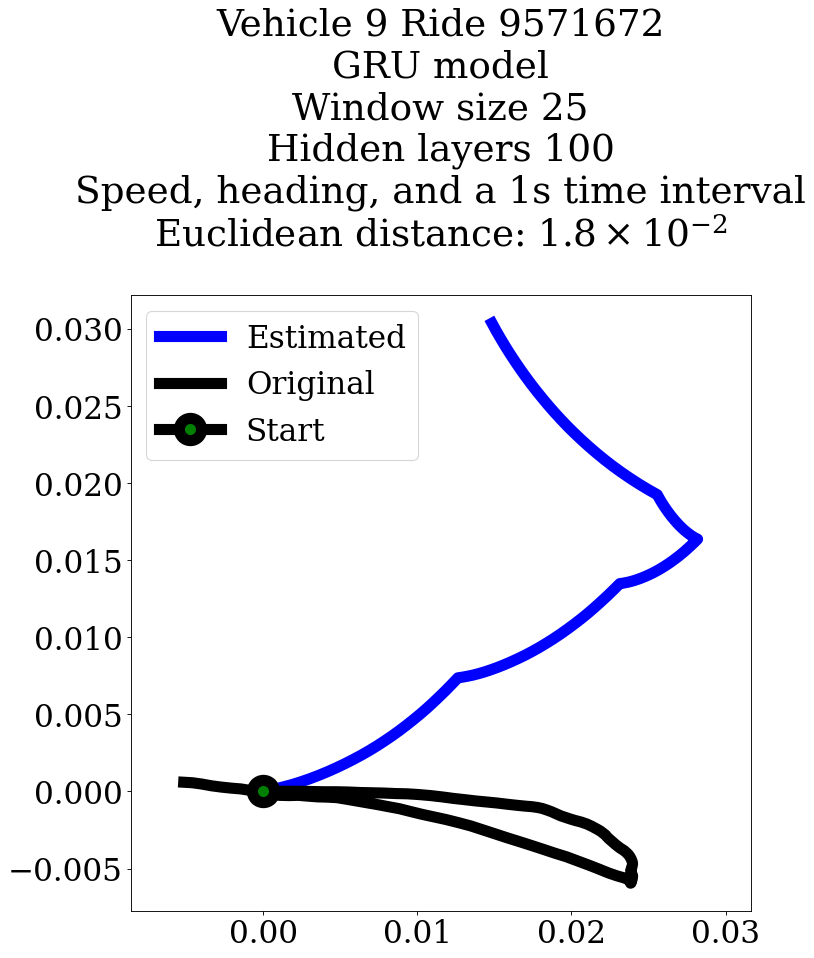 Vehicle 9 Ride 9571672
GRU model
Window size 25
Hidden layers 100
Speed, heading, and a 1s time interval
Euclidean distance: 1.8 × 10⁻²
Estimated
Original
Start
0.030
0.025
0.020
0.015
0.010
0.005
0.000
−0.005
0.00 0.01 0.02 0.03